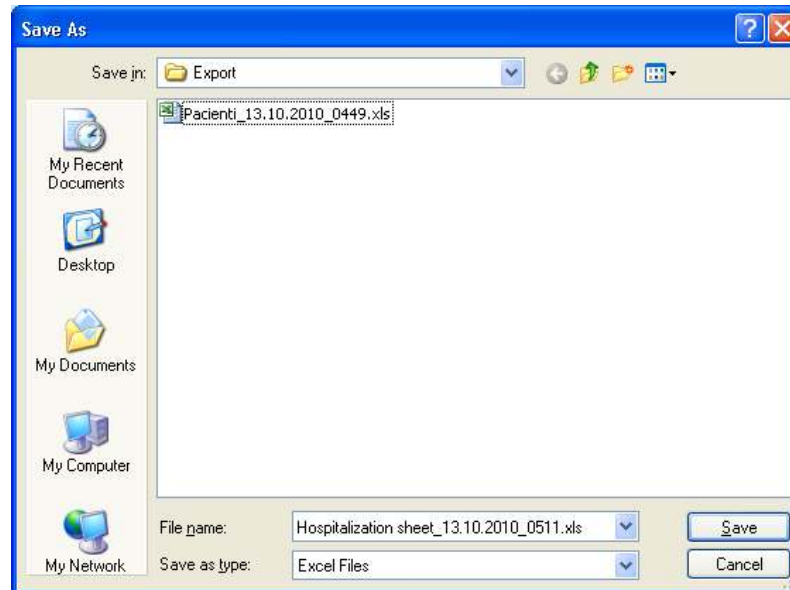 Save As
Save in:
Export
Pacienti_13.10.2010_0449.xls
My Recent
Documents
Desktop
My Documents
My Computer
My Network
File name:
Hospitalization sheet_13.10.2010_0511.xls
Save
Save as type:
Excel Files
Cancel